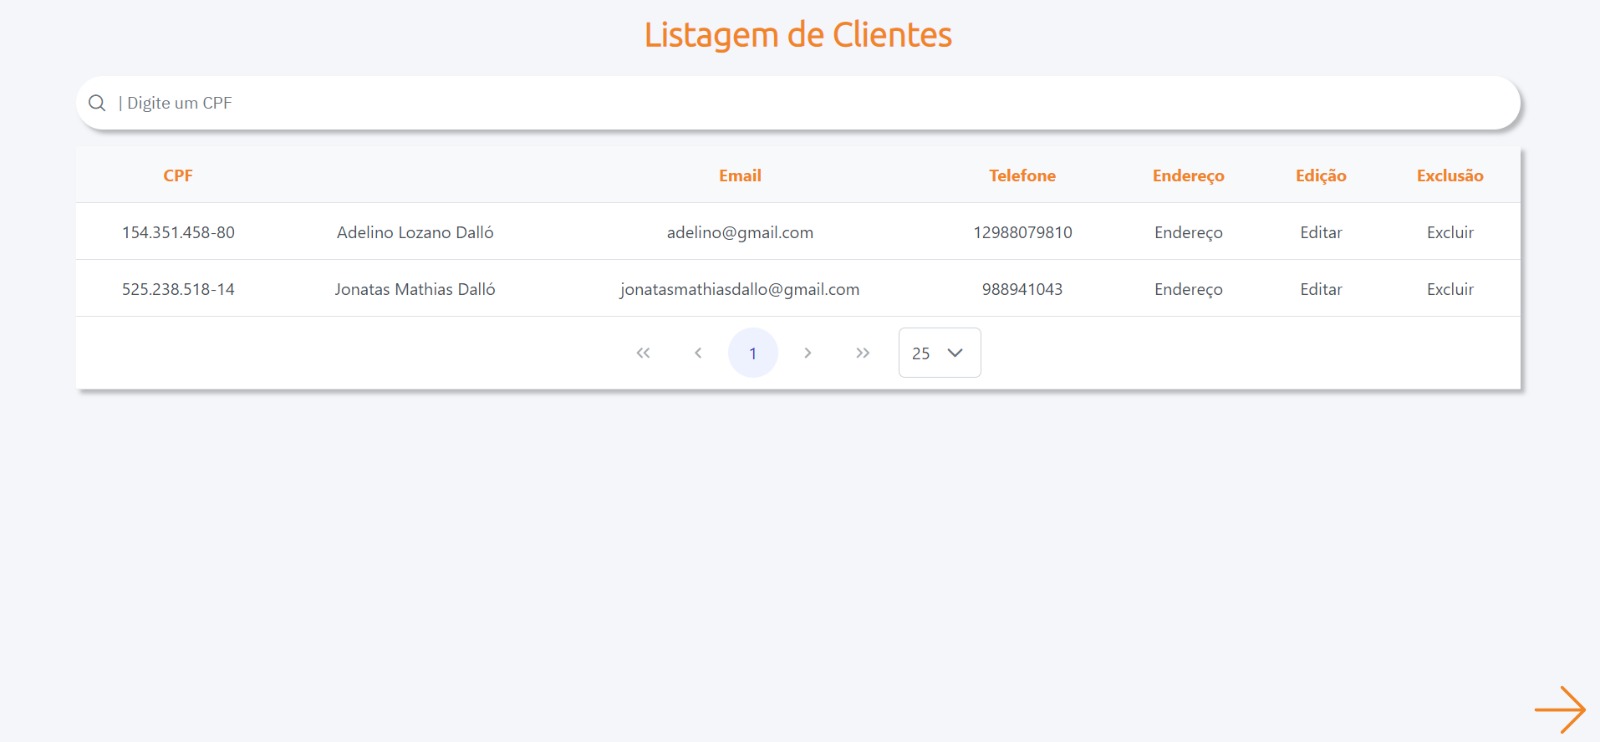 Listagem de Clientes
| Digite um CPF
CPF Email Telefone Endereço Edição Exclusão
154.351.458-80 Adelino Lozano Dalló adelino@gmail.com 12988079810 Endereço Editar Excluir
525.238.518-14 Jonatas Mathias Dalló jonatasmathiasdallo@gmail.com 988941043 Endereço Editar Excluir
1 25